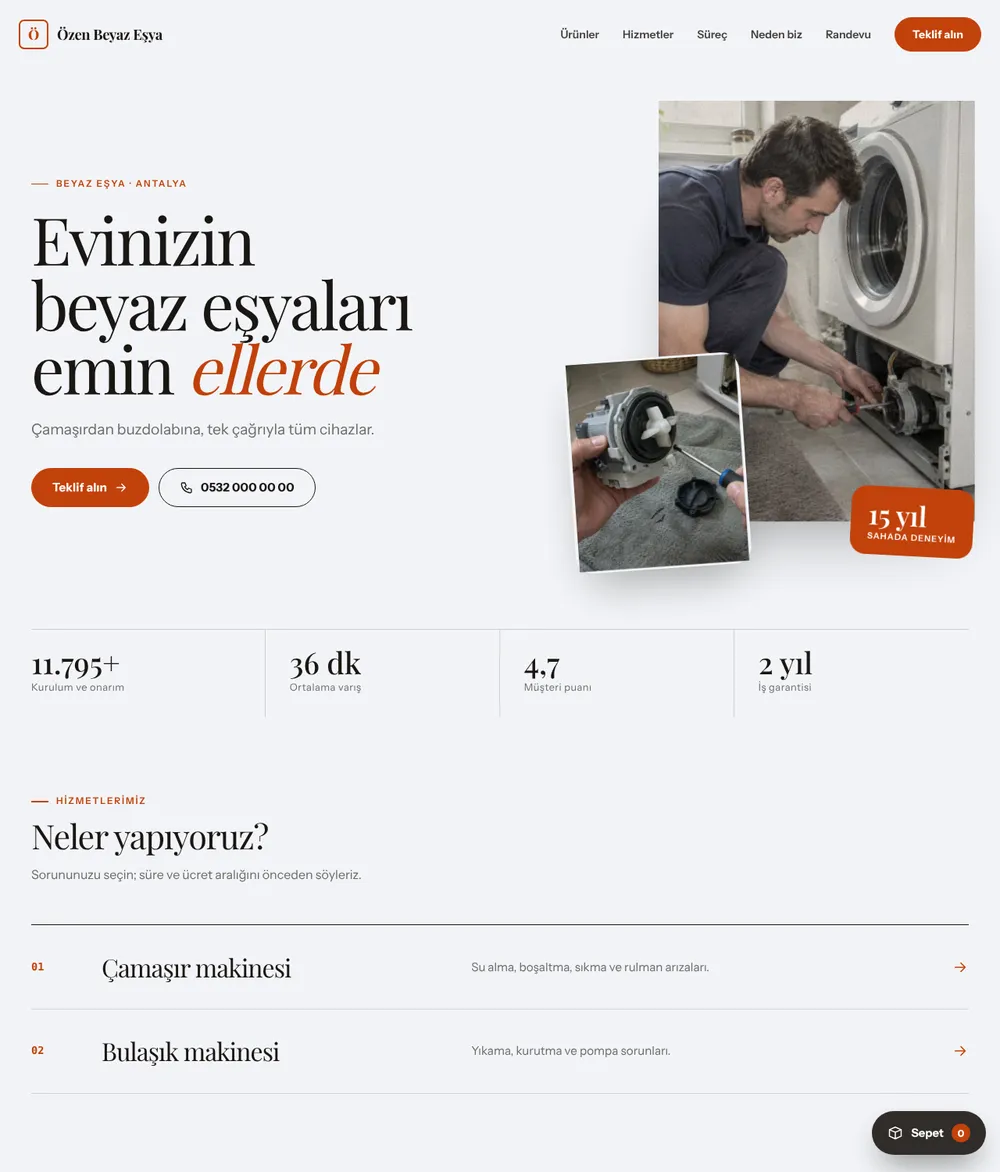 Ö
Özen Beyaz Eşya
Ürünler
Hizmetler
Süreç
Neden biz
Randevu
Teklif alın
BEYAZ EŞYA · ANTALYA
Evinizin
beyaz eşyaları
emin ellerde
Çamaşırdan buzdolabına, tek çağrıyla tüm cihazlar.
Teklif alın →
0532 000 00 00
15 yıl
SAHADA DENEYİM
11.795+
Kurulum ve onarım
36 dk
Ortalama varış
4,7
Müşteri puanı
2 yıl
İş garantisi
HİZMETLERİMİZ
Neler yapıyoruz?
Sorununuzu seçin; süre ve ücret aralığını önceden söyleriz.
01
Çamaşır makinesi
Su alma, boşaltma, sıkma ve rulman arızaları.
→
02
Bulaşık makinesi
Yıkama, kurutma ve pompa sorunları.
→
Sepet 0